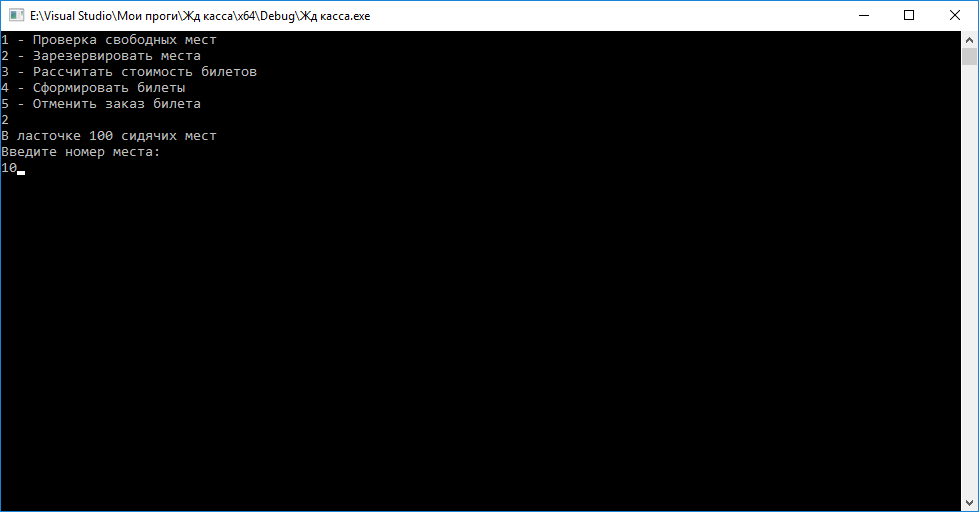 E:\Visual Studio\Мои проги\Жд касса\x64\Debug\Жд касса.exe
1 - Проверка свободных мест
2 - Зарезервировать места
3 - Рассчитать стоимость билетов
4 - Сформировать билеты
5 - Отменить заказ билета
2
В ласточке 100 сидячих мест
Введите номер места:
10